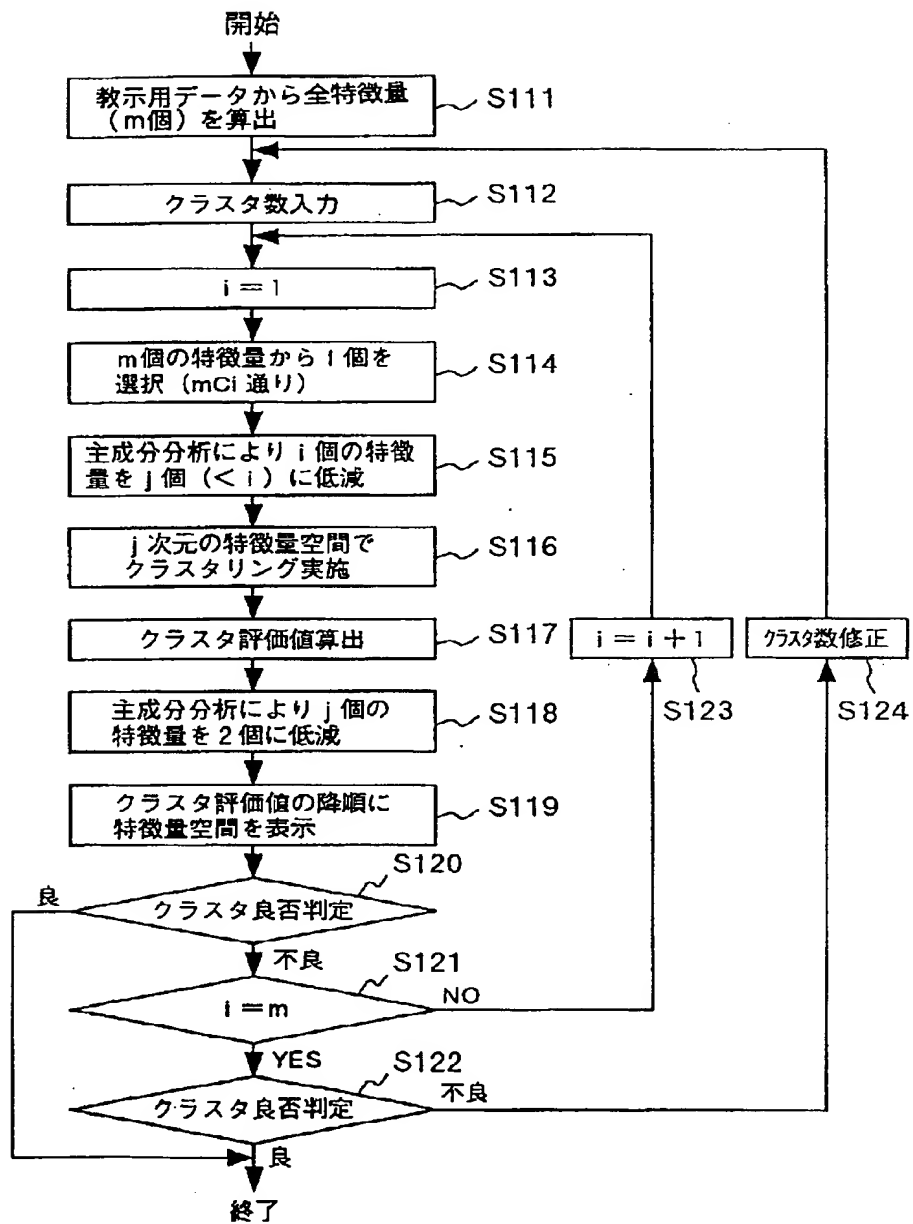 開始
教示用データから全特徴量
(m個)を算出
S111
クラスタ数入力
S112
i=1
S113
m個の特徴量からi個を
選択(mCi通り)
S114
主成分分析によりi個の特徴
量をj個(<i)に低減
S115
j次元の特徴量空間で
クラスタリング実施
S116
クラスタ評価値算出
S117
i=i+1
S123
クラスタ数修正
S124
主成分分析によりj個の
特徴量を2個に低減
S118
クラスタ評価値の降順に
特徴量空間を表示
S119
S120
良
クラスタ良否判定
不良
S121
i=m
NO
YES
S122
クラスタ良否判定
不良
良
終了